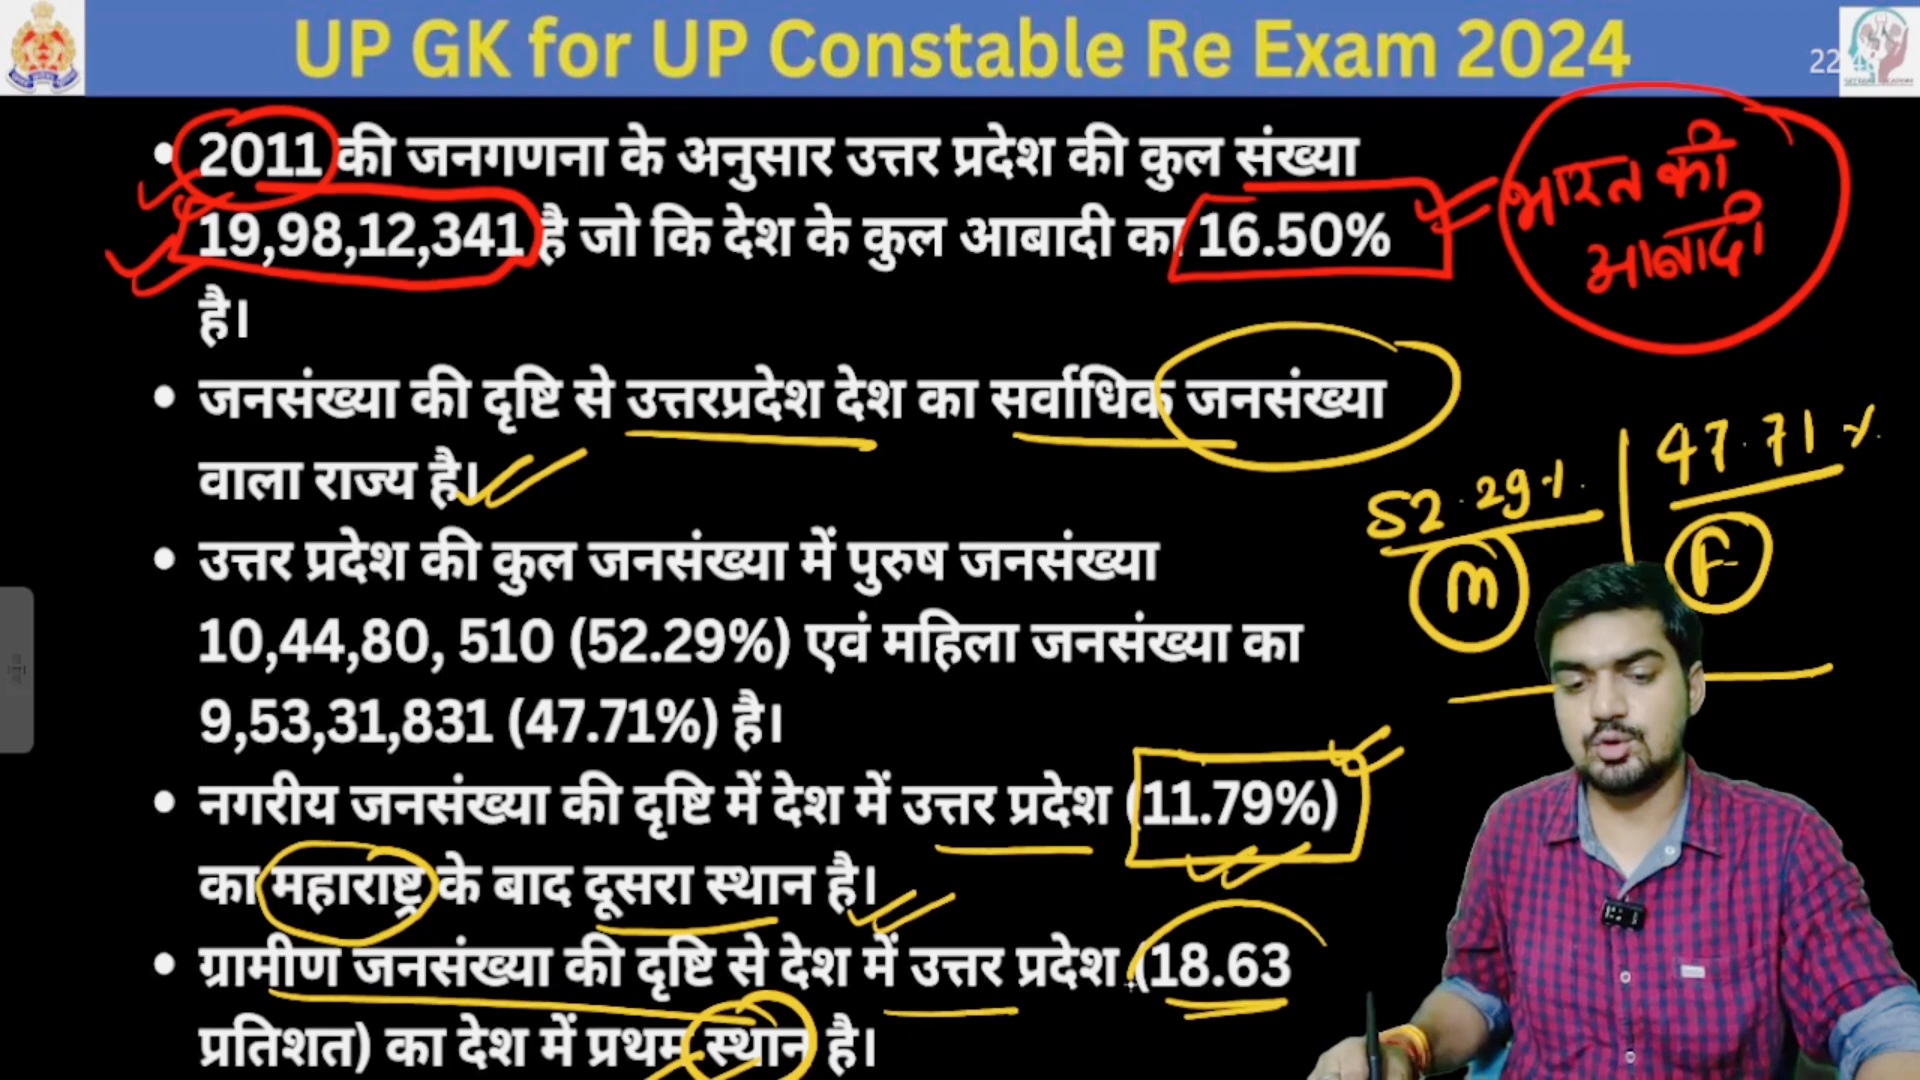 UP GK for UP Constable Re Exam 2024
22
• 2011 की जनगणना के अनुसार उत्तर प्रदेश की कुल संख्या
19,98,12,341 है जो कि देश के कुल आबादी का 16.50%
है।
भारत की
आबादी
• जनसंख्या की दृष्टि से उत्तरप्रदेश देश का सर्वाधिक जनसंख्या
वाला राज्य है।
52.29% | 47.71%
M F
• उत्तर प्रदेश की कुल जनसंख्या में पुरुष जनसंख्या
10,44,80, 510 (52.29%) एवं महिला जनसंख्या का
9,53,31,831 (47.71%) है।
• नगरीय जनसंख्या की दृष्टि में देश में उत्तर प्रदेश (11.79%)
का महाराष्ट्र के बाद दूसरा स्थान है।
• ग्रामीण जनसंख्या की दृष्टि से देश में उत्तर प्रदेश (18.63
प्रतिशत) का देश में प्रथम स्थान है।